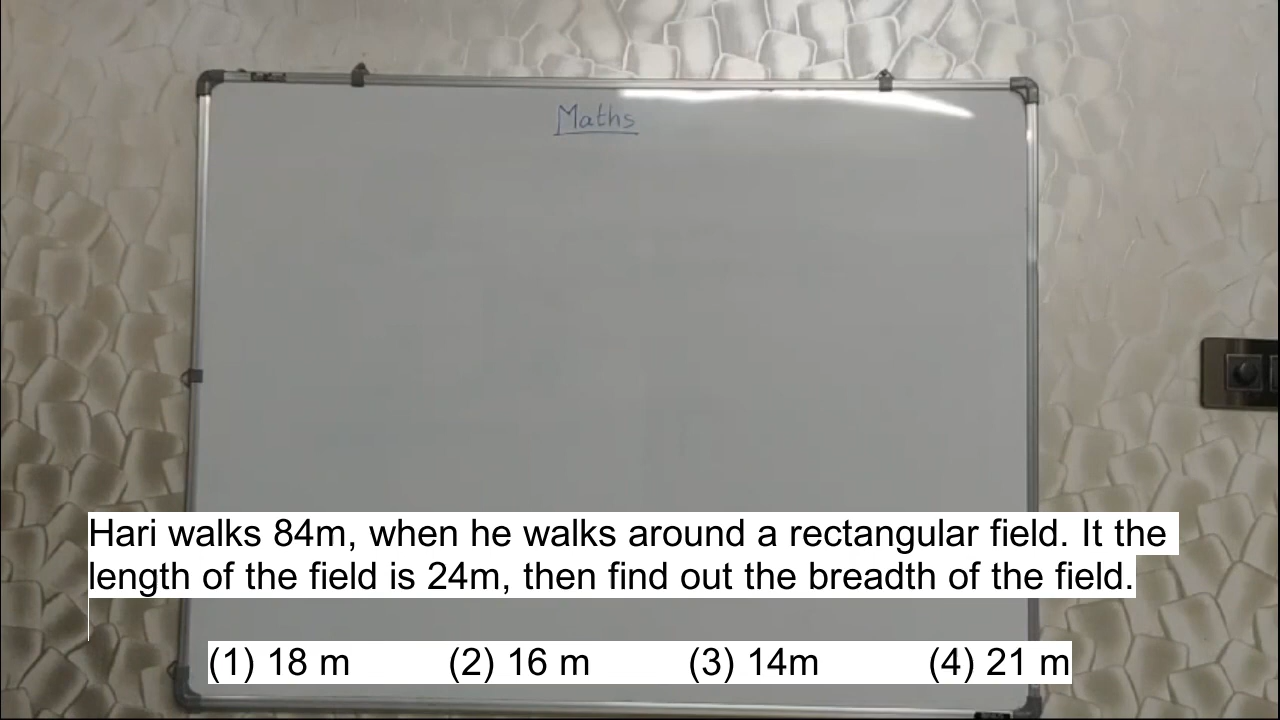 Maths
Hari walks 84m, when he walks around a rectangular field. It the
length of the field is 24m, then find out the breadth of the field.
(1) 18 m (2) 16 m (3) 14m (4) 21 m